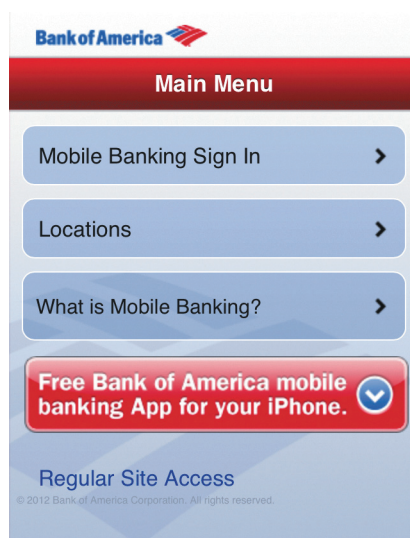 Bank of America
Main Menu
Mobile Banking Sign In
Locations
What is Mobile Banking?
Free Bank of America mobile
banking App for your iPhone.
Regular Site Access
© 2012 Bank of America Corporation. All rights reserved.